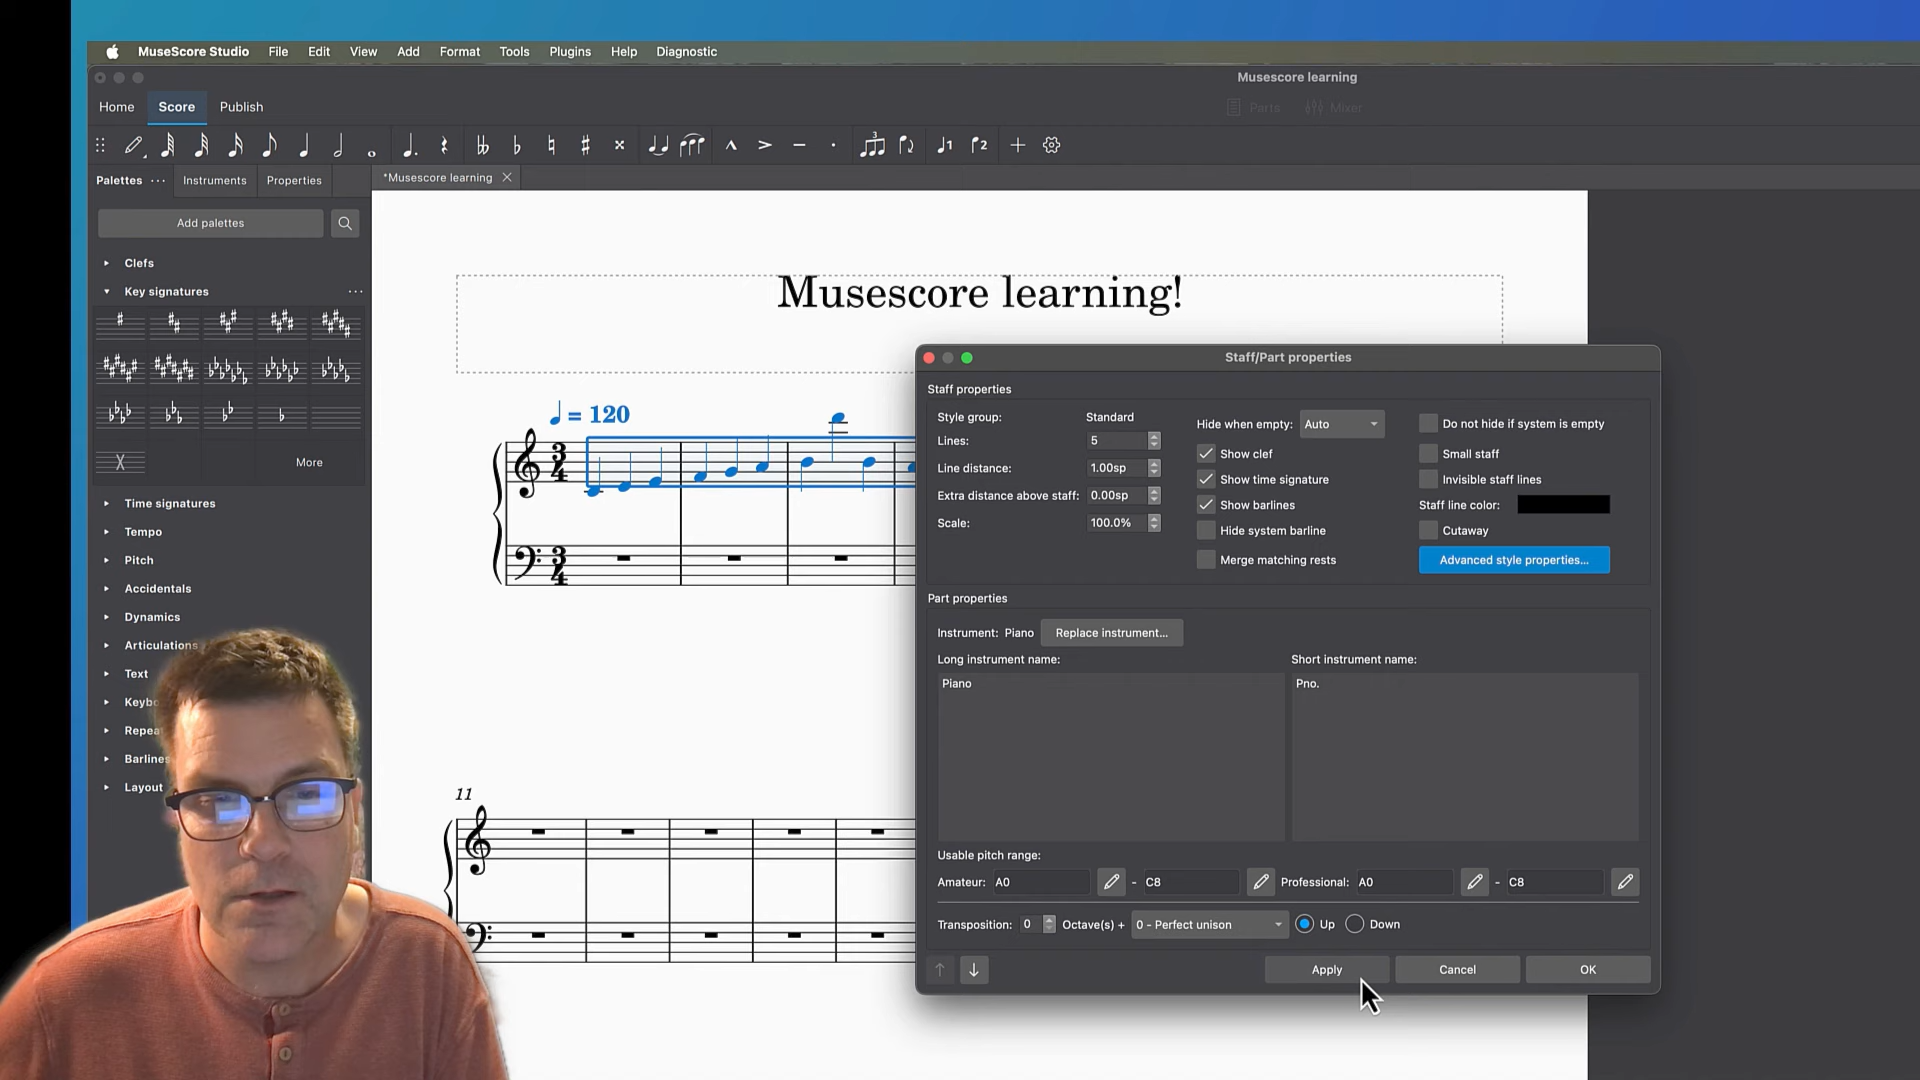 MuseScore Studio File Edit View Add Format Tools Plugins Help Diagnostic
Musescore learning
Home Score Publish Parts Mixer
3 1 2
Palettes ··· Instruments Properties *Musescore learning
Add palettes
Clefs
Key signatures ···
More
Time signatures
Tempo
Pitch
Accidentals
Dynamics
Articulations
Text
Keybo
Repea
Barlines
Layout
Musescore learning!
= 120
3
4
3
4
11
Staff/Part properties
Staff properties
Style group: Standard
Lines: 5
Line distance: 1.00sp
Extra distance above staff: 0.00sp
Scale: 100.0%
Hide when empty: Auto
Show clef
Show time signature
Show barlines
Hide system barline
Merge matching rests
Do not hide if system is empty
Small staff
Invisible staff lines
Staff line color:
Cutaway
Advanced style properties...
Part properties
Instrument: Piano Replace instrument...
Long instrument name: Short instrument name:
Piano Pno.
Usable pitch range:
Amateur: A0 - C8 Professional: A0 - C8
Transposition: 0 Octave(s) + 0 - Perfect unison Up Down
Apply Cancel OK